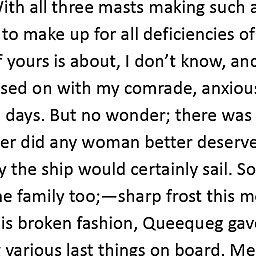 With all three masts making such a
to make up for all deficiencies of
yours is about, I don't know, and
sed on with my comrade, anxious
days. But no wonder; there was
er did any woman better deserve
the ship would certainly sail. So
family too;—sharp frost this
is broken fashion, Queequeg gave
various last things on board.